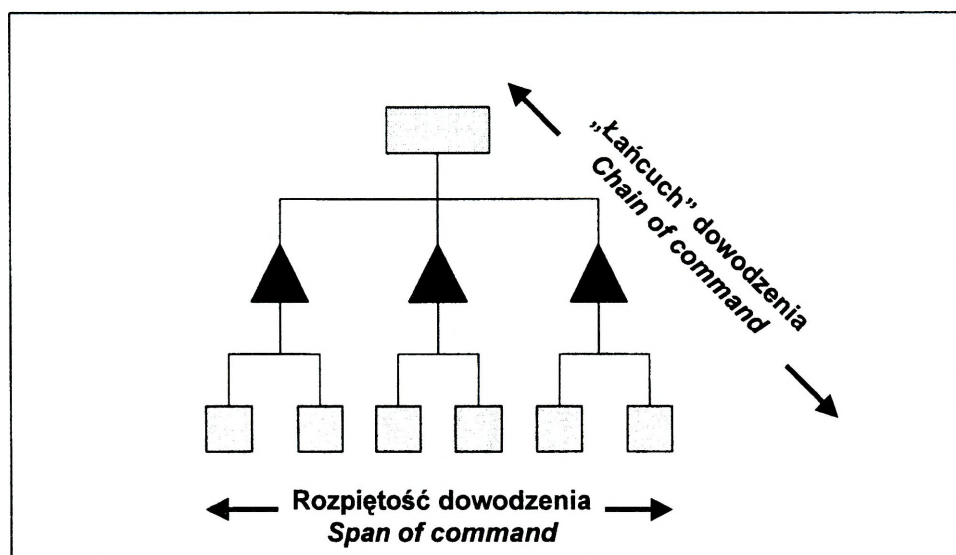 „Łańcuch” dowodzenia
Chain of command
Rozpiętość dowodzenia
Span of command